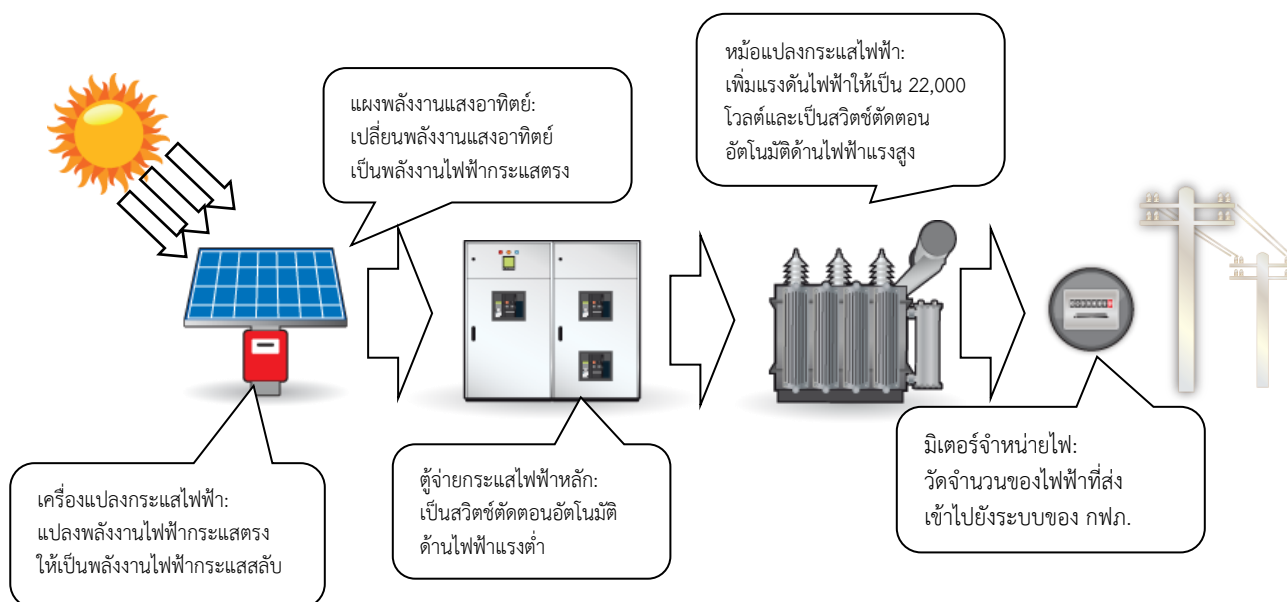 แผงพลังงานแสงอาทิตย์:
เปลี่ยนพลังงานแสงอาทิตย์
เป็นพลังงานไฟฟ้ากระแสตรง
หม้อแปลงกระแสไฟฟ้า:
เพิ่มแรงดันไฟฟ้าให้เป็น 22,000
โวลต์และเป็นสวิตช์ตัดตอน
อัตโนมัติด้านไฟฟ้าแรงสูง
เครื่องแปลงกระแสไฟฟ้า:
แปลงพลังงานไฟฟ้ากระแสตรง
ให้เป็นพลังงานไฟฟ้ากระแสสลับ
ตู้จ่ายกระแสไฟฟ้าหลัก:
เป็นสวิตช์ตัดตอนอัตโนมัติ
ด้านไฟฟ้าแรงต่ำ
มิเตอร์จำหน่ายไฟ:
วัดจำนวนของไฟฟ้าที่ส่ง
เข้าไปยังระบบของ กฟภ.